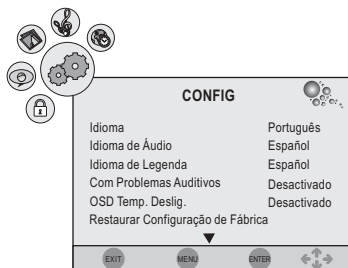 CONFIG
Idioma Português
Idioma de Áudio Español
Idioma de Legenda Español
Com Problemas Auditivos Desactivado
OSD Temp. Deslig. Desactivado
Restaurar Configuração de Fábrica
EXIT MENU ENTER